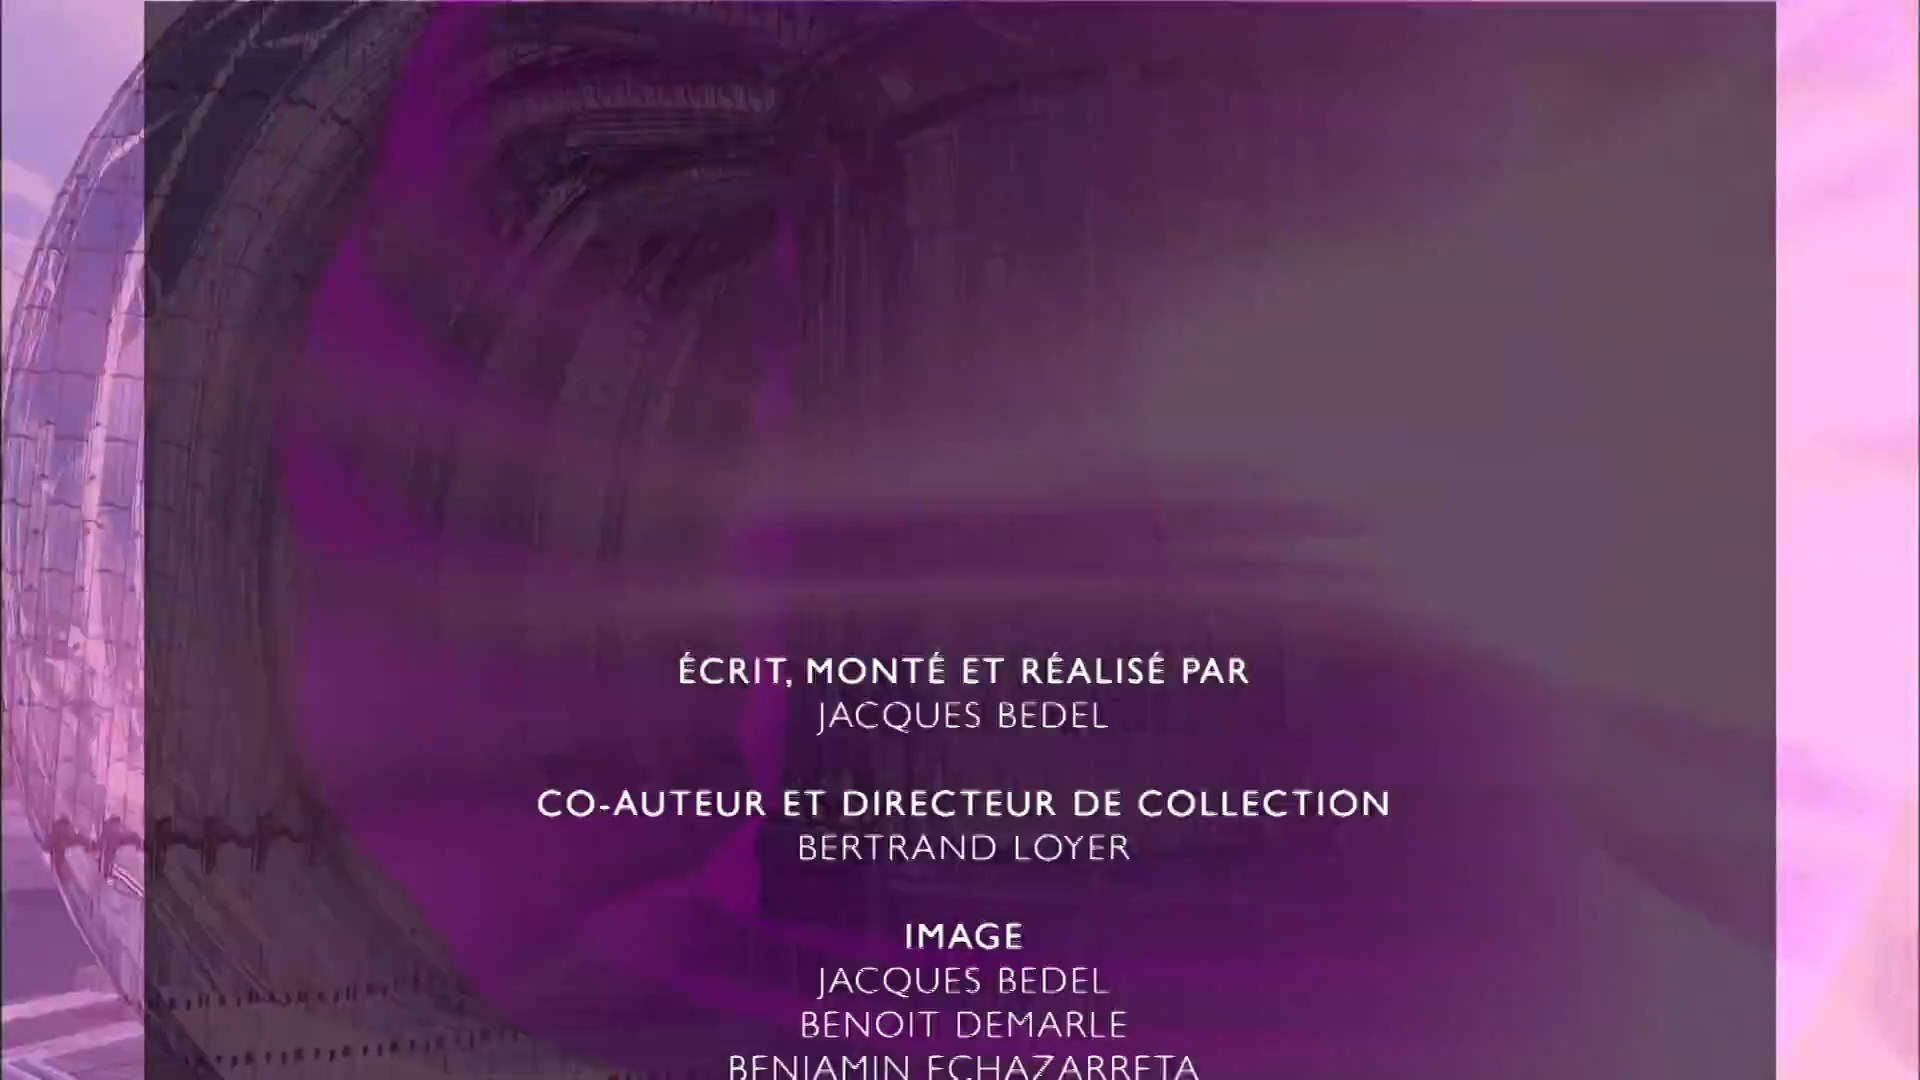 ÉCRIT, MONTÉ ET RÉALISÉ PAR
JACQUES BEDEL
CO-AUTEUR ET DIRECTEUR DE COLLECTION
BERTRAND LOYER
IMAGE
JACQUES BEDEL
BENOIT DEMARLE
BENJAMIN ECHAZARRETA